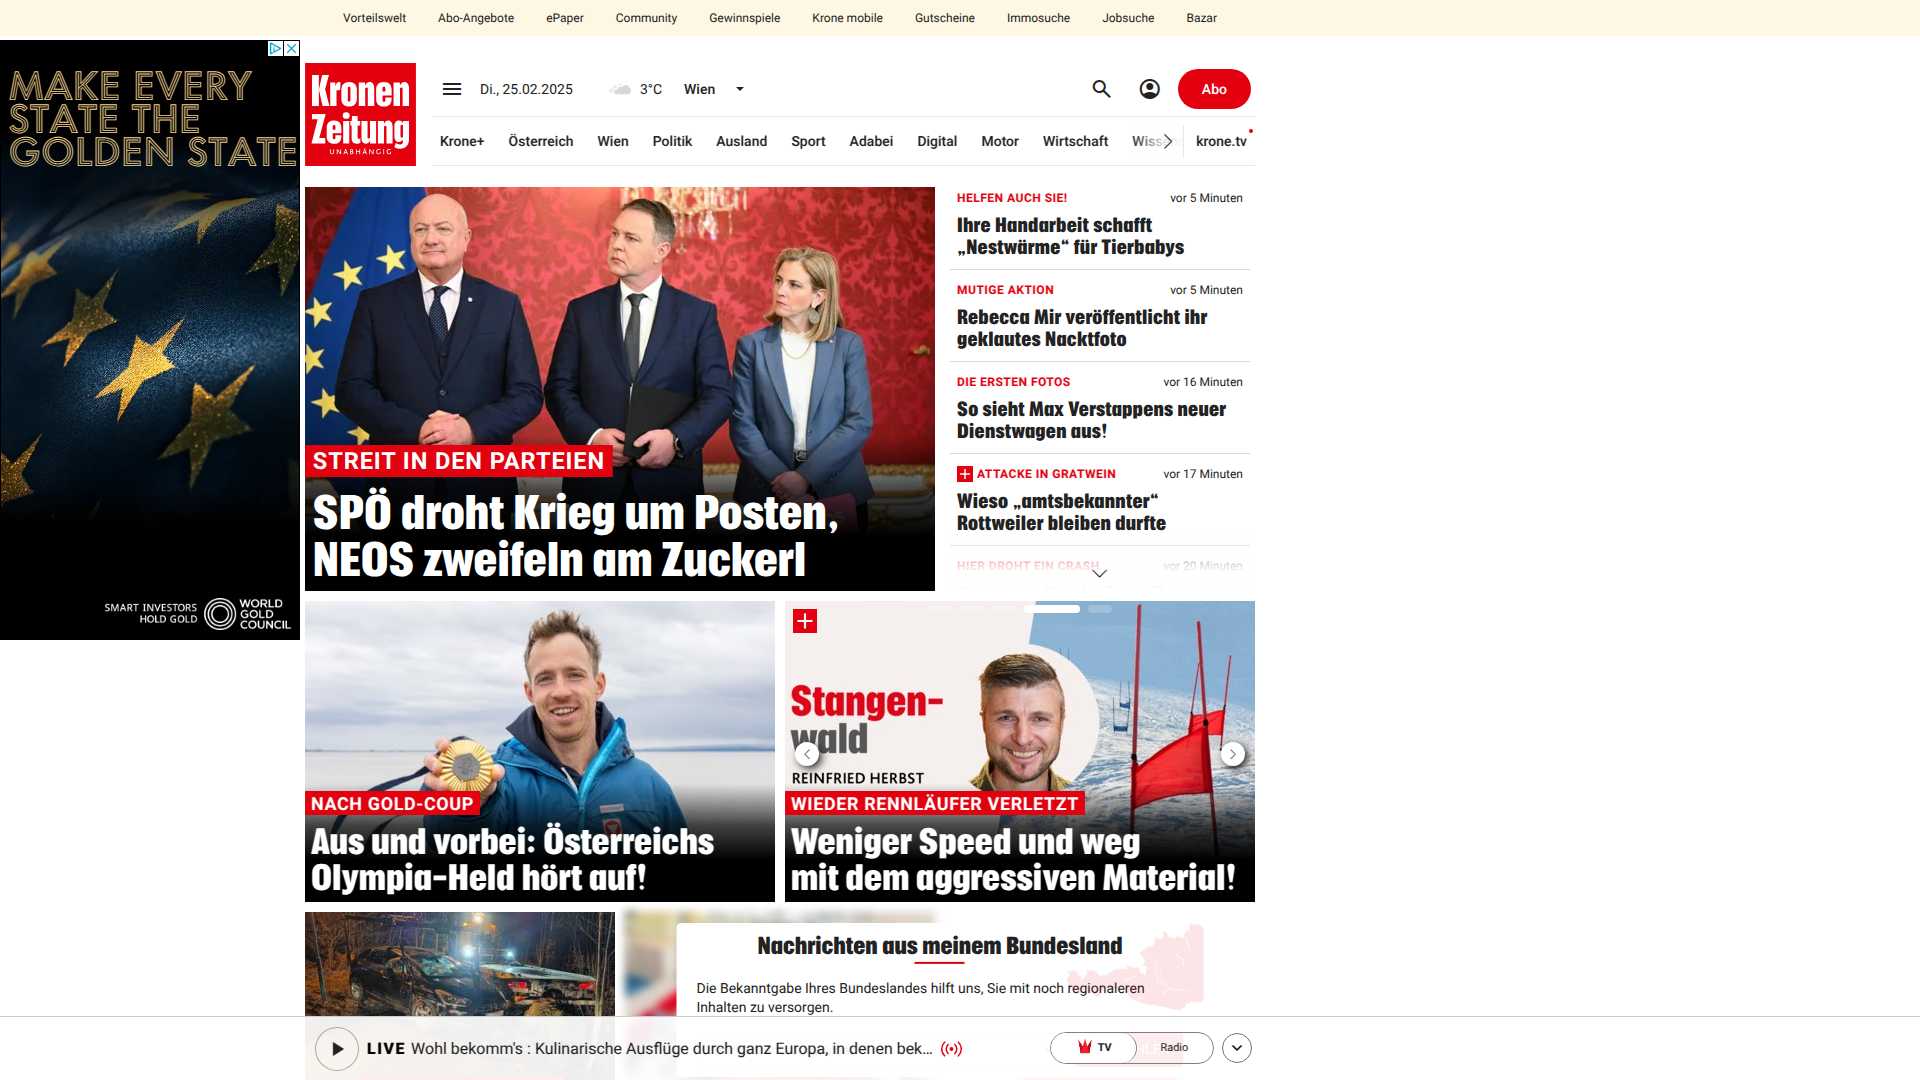 Vorteilswelt Abo-Angebote ePaper Community Gewinnspiele Krone mobile Gutscheine Immosuche Jobsuche Bazar
MAKE EVERY
STATE THE
GOLDEN STATE
SMART INVESTORS
HOLD GOLD
WORLD
GOLD
COUNCIL
Kronen
Zeitung
UNABHÄNGIG
Di., 25.02.2025 3°C Wien
Abo
Krone+ Österreich Wien Politik Ausland Sport Adabei Digital Motor Wirtschaft Wiss krone.tv
STREIT IN DEN PARTEIEN
SPÖ droht Krieg um Posten,
NEOS zweifeln am Zuckerl
HELFEN AUCH SIE! vor 5 Minuten
Ihre Handarbeit schafft
„Nestwärme“ für Tierbabys
MUTIGE AKTION vor 5 Minuten
Rebecca Mir veröffentlicht ihr
geklautes Nacktfoto
DIE ERSTEN FOTOS vor 16 Minuten
So sieht Max Verstappens neuer
Dienstwagen aus!
ATTACKE IN GRATWEIN vor 17 Minuten
Wieso „amtsbekannter“
Rottweiler bleiben durfte
HIER DROHT EIN CRASH vor 20 Minuten
NACH GOLD-COUP
Aus und vorbei: Österreichs
Olympia-Held hört auf!
Stangen-
wald
REINFRIED HERBST
WIEDER RENNLÄUFER VERLETZT
Weniger Speed und weg
mit dem aggressiven Material!
Nachrichten aus meinem Bundesland
Die Bekanntgabe Ihres Bundeslandes hilft uns, Sie mit noch regionaleren
Inhalten zu versorgen.
LIVE Wohl bekomm's : Kulinarische Ausflüge durch ganz Europa, in denen bek...
TV Radio